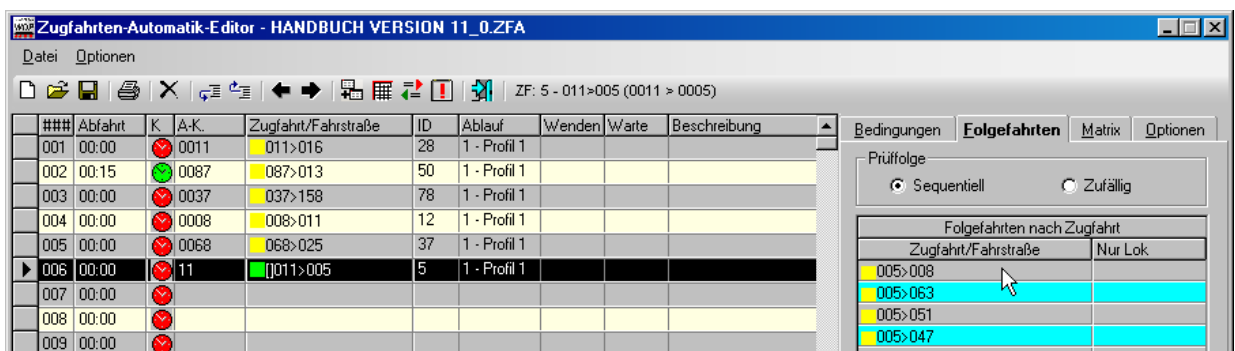 WDP Zugfahrten-Automatik-Editor - HANDBUCH VERSION 11_0.ZFA
Datei Optionen
ZF: 5 - 011>005 (0011 > 0005)
### Abfahrt K A-K. Zugfahrt/Fahrstraße ID Ablauf Wenden Warte Beschreibung
001 00:00 0011 011>016 28 1 - Profil 1
002 00:15 0087 087>013 50 1 - Profil 1
003 00:00 0037 037>158 78 1 - Profil 1
004 00:00 0008 008>011 12 1 - Profil 1
005 00:00 0068 068>025 37 1 - Profil 1
006 00:00 11 []011>005 5 1 - Profil 1
007 00:00
008 00:00
009 00:00
Bedingungen Folgefahrten Matrix Optionen
Prüffolge
Sequentiell Zufällig
Folgefahrten nach Zugfahrt
Zugfahrt/Fahrstraße Nur Lok
005>008
005>063
005>051
005>047